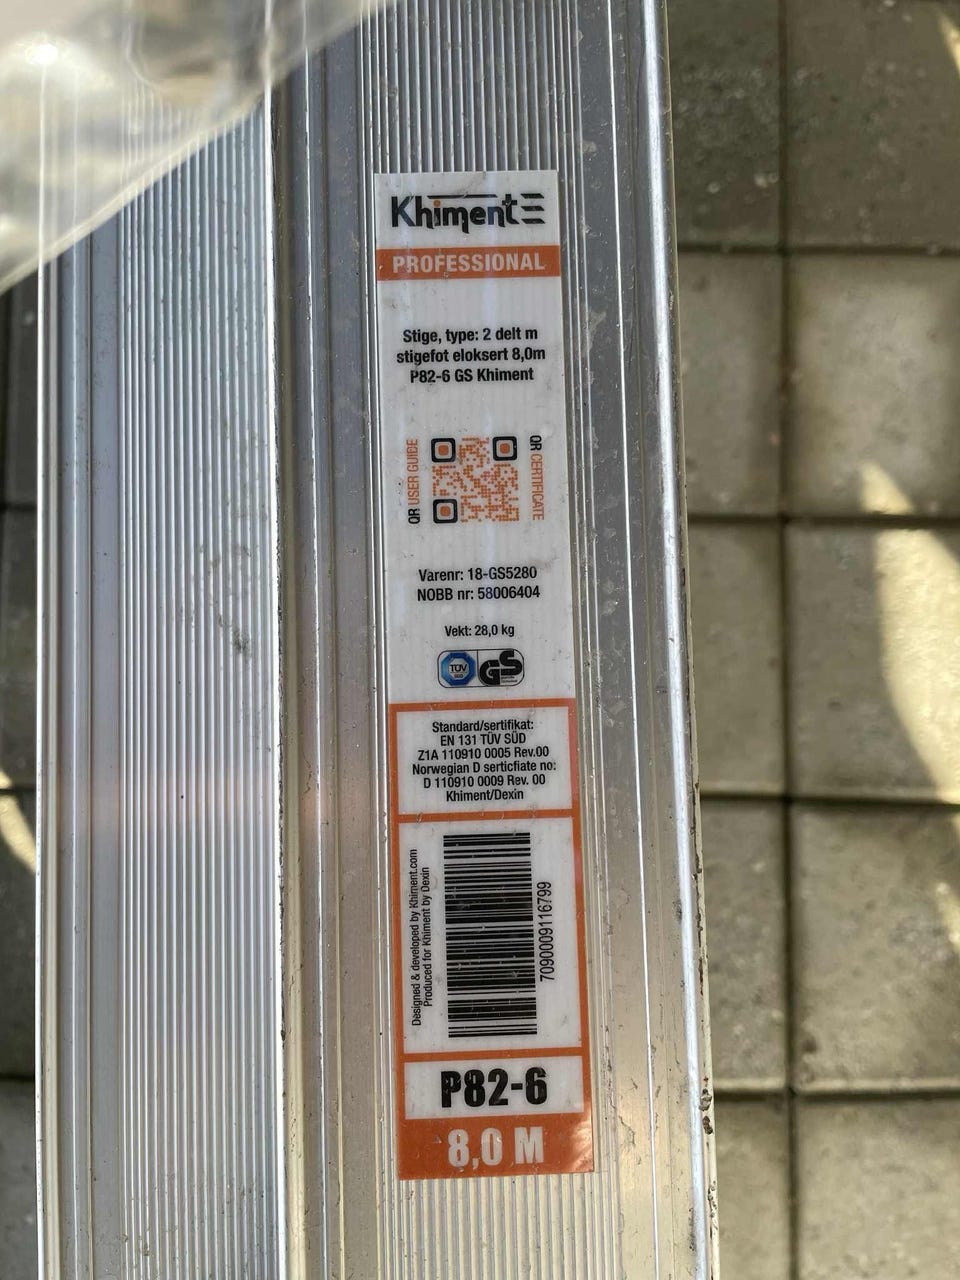 Khiment
PROFESSIONAL
Stige, type: 2 delt m
stigefot eloksert 8,0m
P82-6 GS Khiment
QR USER GUIDE
QR CERTIFICATE
Varenr: 18-GS5280
NOBB nr: 58006404
Vekt: 28,0 kg
TÜV
SÜD
GS
Standard/sertifikat:
EN 131 TÜV SÜD
Z1A 110910 0005 Rev.00
Norwegian D serticfiate no:
D 110910 0009 Rev. 00
Khiment/Dexin
Designed & developed by Khiment.com
Produced for Khiment by Dexin
7090009116799
P82-6
8,0 M